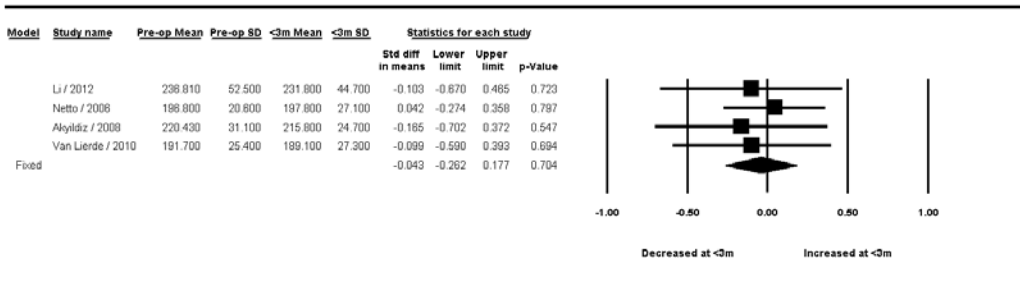 Model Study name Pre-op Mean Pre-op SD <3m Mean <3m SD Statistics for each study
Std diff in means Lower limit Upper limit p-Value
Li / 2012 236.810 52.500 231.800 44.700 -0.103 -0.670 0.465 0.723
Netto / 2006 196.800 20.600 197.800 27.100 0.042 -0.274 0.358 0.797
Akyildiz / 2008 220.430 31.100 215.800 24.700 -0.165 -0.702 0.372 0.547
Van Lierde / 2010 191.700 25.400 189.100 27.300 -0.099 -0.590 0.393 0.694
Fixed -0.043 -0.262 0.177 0.704
-1.00 -0.50 0.00 0.50 1.00
Decreased at <3m Increased at <3m